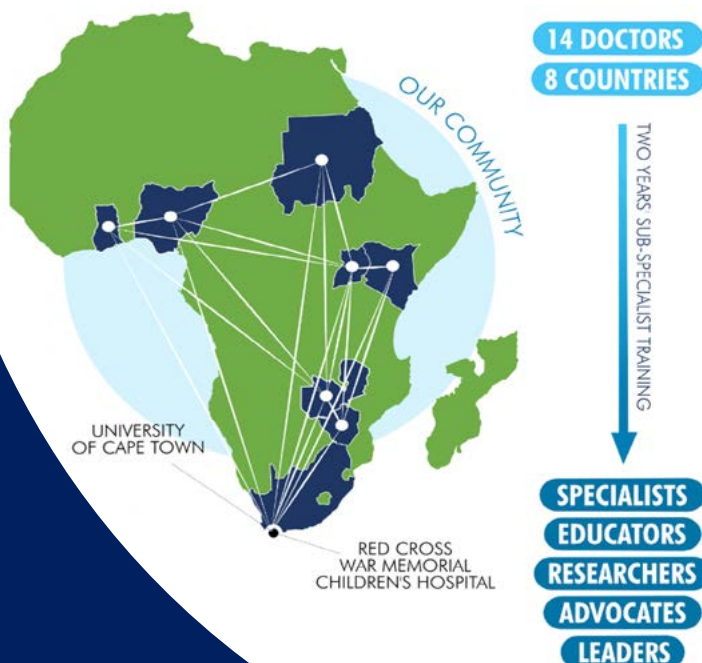 14 DOCTORS
8 COUNTRIES
OUR COMMUNITY
TWO YEARS' SUB-SPECIALIST TRAINING
UNIVERSITY
OF CAPE TOWN
RED CROSS
WAR MEMORIAL
CHILDREN'S HOSPITAL
SPECIALISTS
EDUCATORS
RESEARCHERS
ADVOCATES
LEADERS